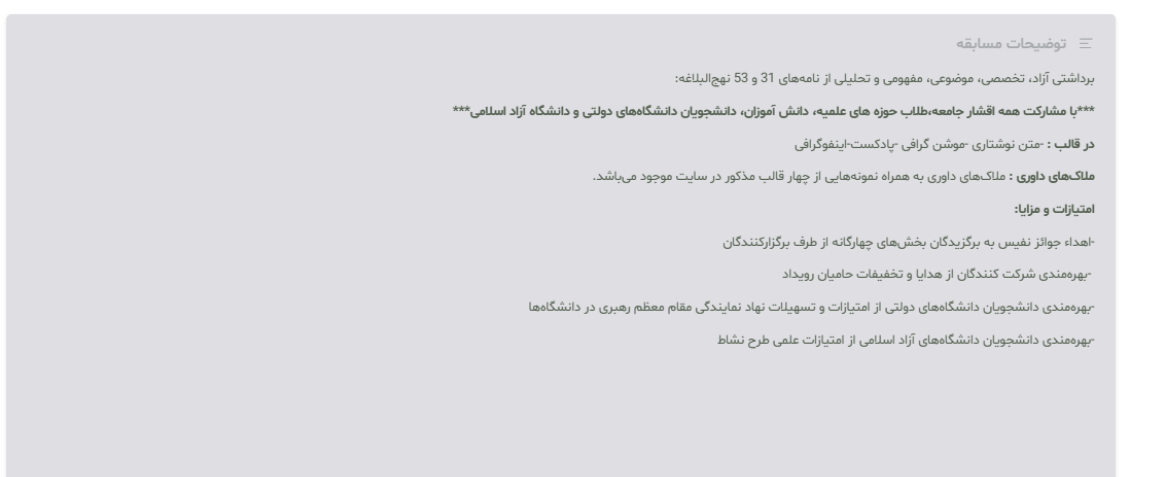 توضیحات مسابقه
برداشتی آزاد، تخصصی، موضوعی، مفهومی و تحلیلی از نامه‌های 31 و 53 نهج‌البلاغه:
***با مشارکت همه اقشار جامعه،طلاب حوزه های علمیه، دانش آموزان، دانشجویان دانشگاه‌های دولتی و دانشگاه آزاد اسلامی***
در قالب : -متن نوشتاری -موشن گرافی -پادکست-اینفوگرافی
ملاک‌های داوری : ملاک‌های داوری به همراه نمونه‌هایی از چهار قالب مذکور در سایت موجود می‌باشد.
امتیازات و مزایا:
-اهداء جوائز نفیس به برگزیدگان بخش‌های چهارگانه از طرف برگزارکنندگان
-بهره‌مندی شرکت کنندگان از هدایا و تخفیفات حامیان رویداد
-بهره‌مندی دانشجویان دانشگاه‌های دولتی از امتیازات و تسهیلات نهاد نمایندگی مقام معظم رهبری در دانشگاه‌ها
-بهره‌مندی دانشجویان دانشگاه‌های آزاد اسلامی از امتیازات علمی طرح نشاط